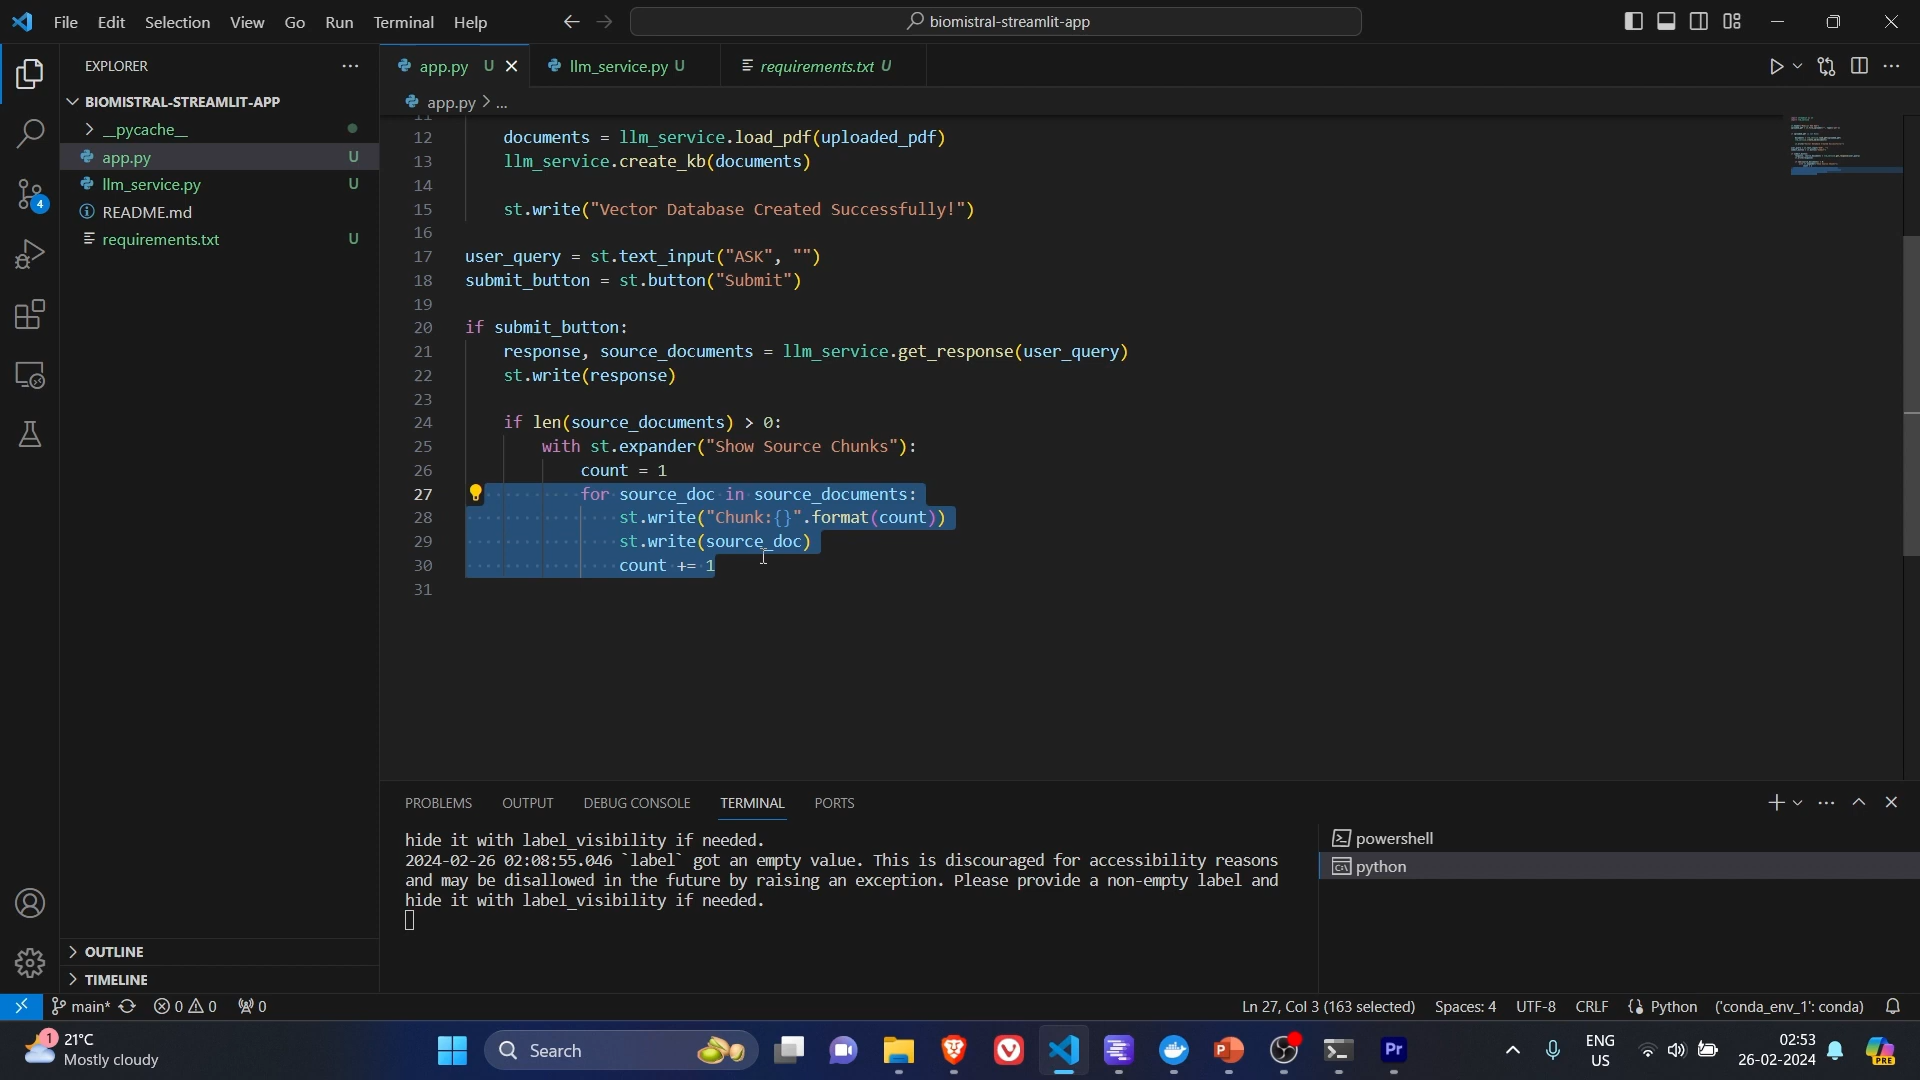 File Edit Selection View Go Run Terminal Help
biomistral-streamlit-app
EXPLORER
BIOMISTRAL-STREAMLIT-APP
__pycache__
app.py U
llm_service.py U
README.md
requirements.txt U
OUTLINE
TIMELINE
4
app.py U
llm_service.py U
requirements.txt U
app.py > ...
11
12 documents = llm_service.load_pdf(uploaded_pdf)
13 llm_service.create_kb(documents)
14
15 st.write("Vector Database Created Successfully!")
16
17 user_query = st.text_input("ASK", "")
18 submit_button = st.button("Submit")
19
20 if submit_button:
21 response, source_documents = llm_service.get_response(user_query)
22 st.write(response)
23
24 if len(source_documents) > 0:
25 with st.expander("Show Source Chunks"):
26 count = 1
27 for source_doc in source_documents:
28 st.write("Chunk:{}".format(count))
29 st.write(source_doc)
30 count += 1
31
PROBLEMS OUTPUT DEBUG CONSOLE TERMINAL PORTS
hide it with label_visibility if needed.
2024-02-26 02:08:55.046 `label` got an empty value. This is discouraged for accessibility reasons
and may be disallowed in the future by raising an exception. Please provide a non-empty label and
hide it with label_visibility if needed.
powershell
python
main* 0 0 0
Ln 27, Col 3 (163 selected) Spaces: 4 UTF-8 CRLF Python ('conda_env_1': conda)
1
21°C
Mostly cloudy
Search
Pr
ENG
US
02:53
26-02-2024
PRE